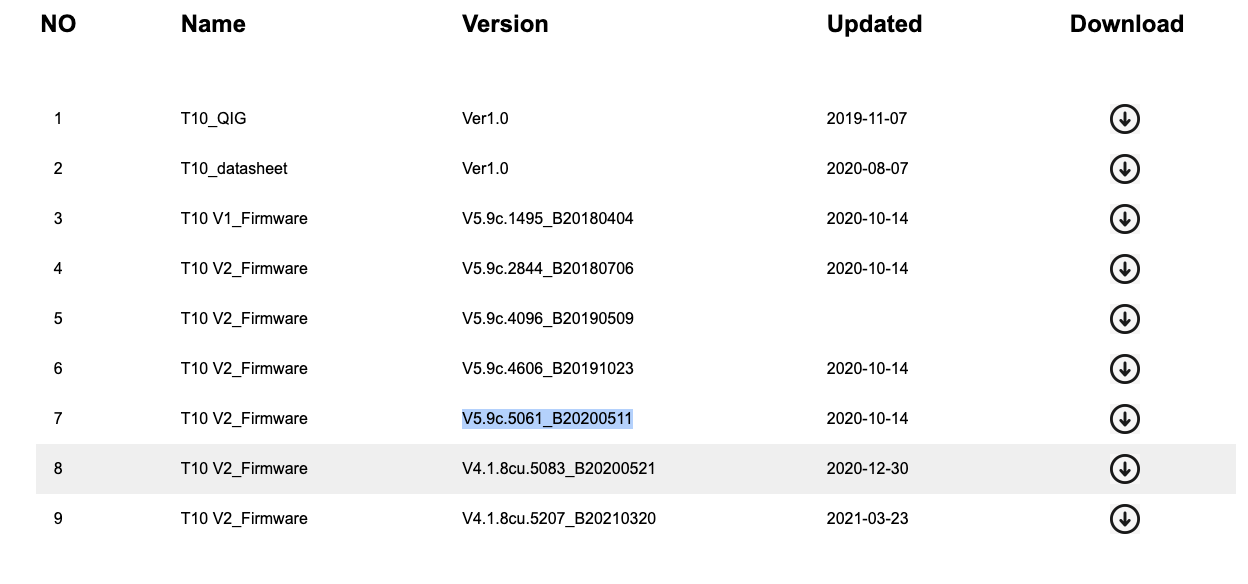 NO Name Version Updated Download
1 T10_QIG Ver1.0 2019-11-07
2 T10_datasheet Ver1.0 2020-08-07
3 T10 V1_Firmware V5.9c.1495_B20180404 2020-10-14
4 T10 V2_Firmware V5.9c.2844_B20180706 2020-10-14
5 T10 V2_Firmware V5.9c.4096_B20190509
6 T10 V2_Firmware V5.9c.4606_B20191023 2020-10-14
7 T10 V2_Firmware V5.9c.5061_B20200511 2020-10-14
8 T10 V2_Firmware V4.1.8cu.5083_B20200521 2020-12-30
9 T10 V2_Firmware V4.1.8cu.5207_B20210320 2021-03-23